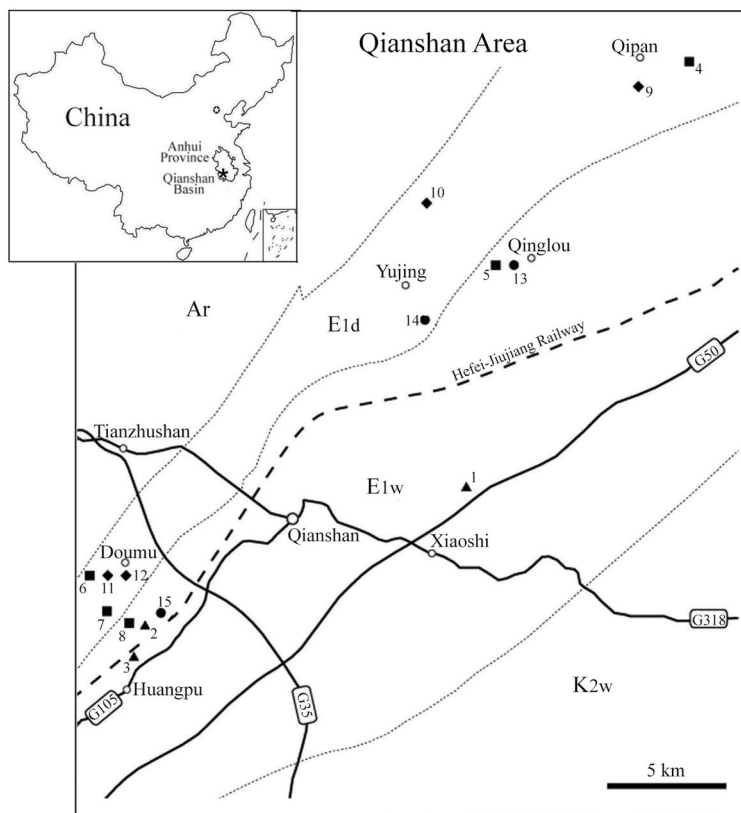 Qianshan Area
China
Anhui
Province
Qianshan
Basin
Qipan
4
9
10
Qinglou
5
13
Yujing
14
Ar
E1d
Hefei-Jiujiang Railway
G50
Tianzhushan
1
E1w
Qianshan
Xiaoshi
Doumu
6
11
12
7
8
2
15
3
G318
Huangpu
G105
G35
K2w
5 km